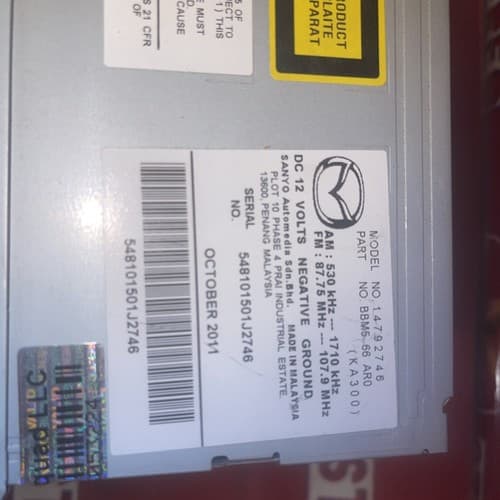 MODEL NO. 14792746
PART NO. BBM5 66 AR0
(KA300)
AM : 530 kHz --- 1710 kHz
FM : 87.75 MHz --- 107.9 MHz
DC 12 VOLTS NEGATIVE GROUND
SANYO Automedia Sdn.Bhd. MADE IN MALAYSIA
PLOT 10 PHASE 4 PRAI INDUSTRIAL ESTATE,
13600, PENANG MALAYSIA
SERIAL
NO.
548101501J2746
OCTOBER 2011
548101501J2746
PRODUCT
LAITE
PARAT
S OF
JECT TO
1) THIS
D
E MUST
CAUSE
S 21 CFR
OF